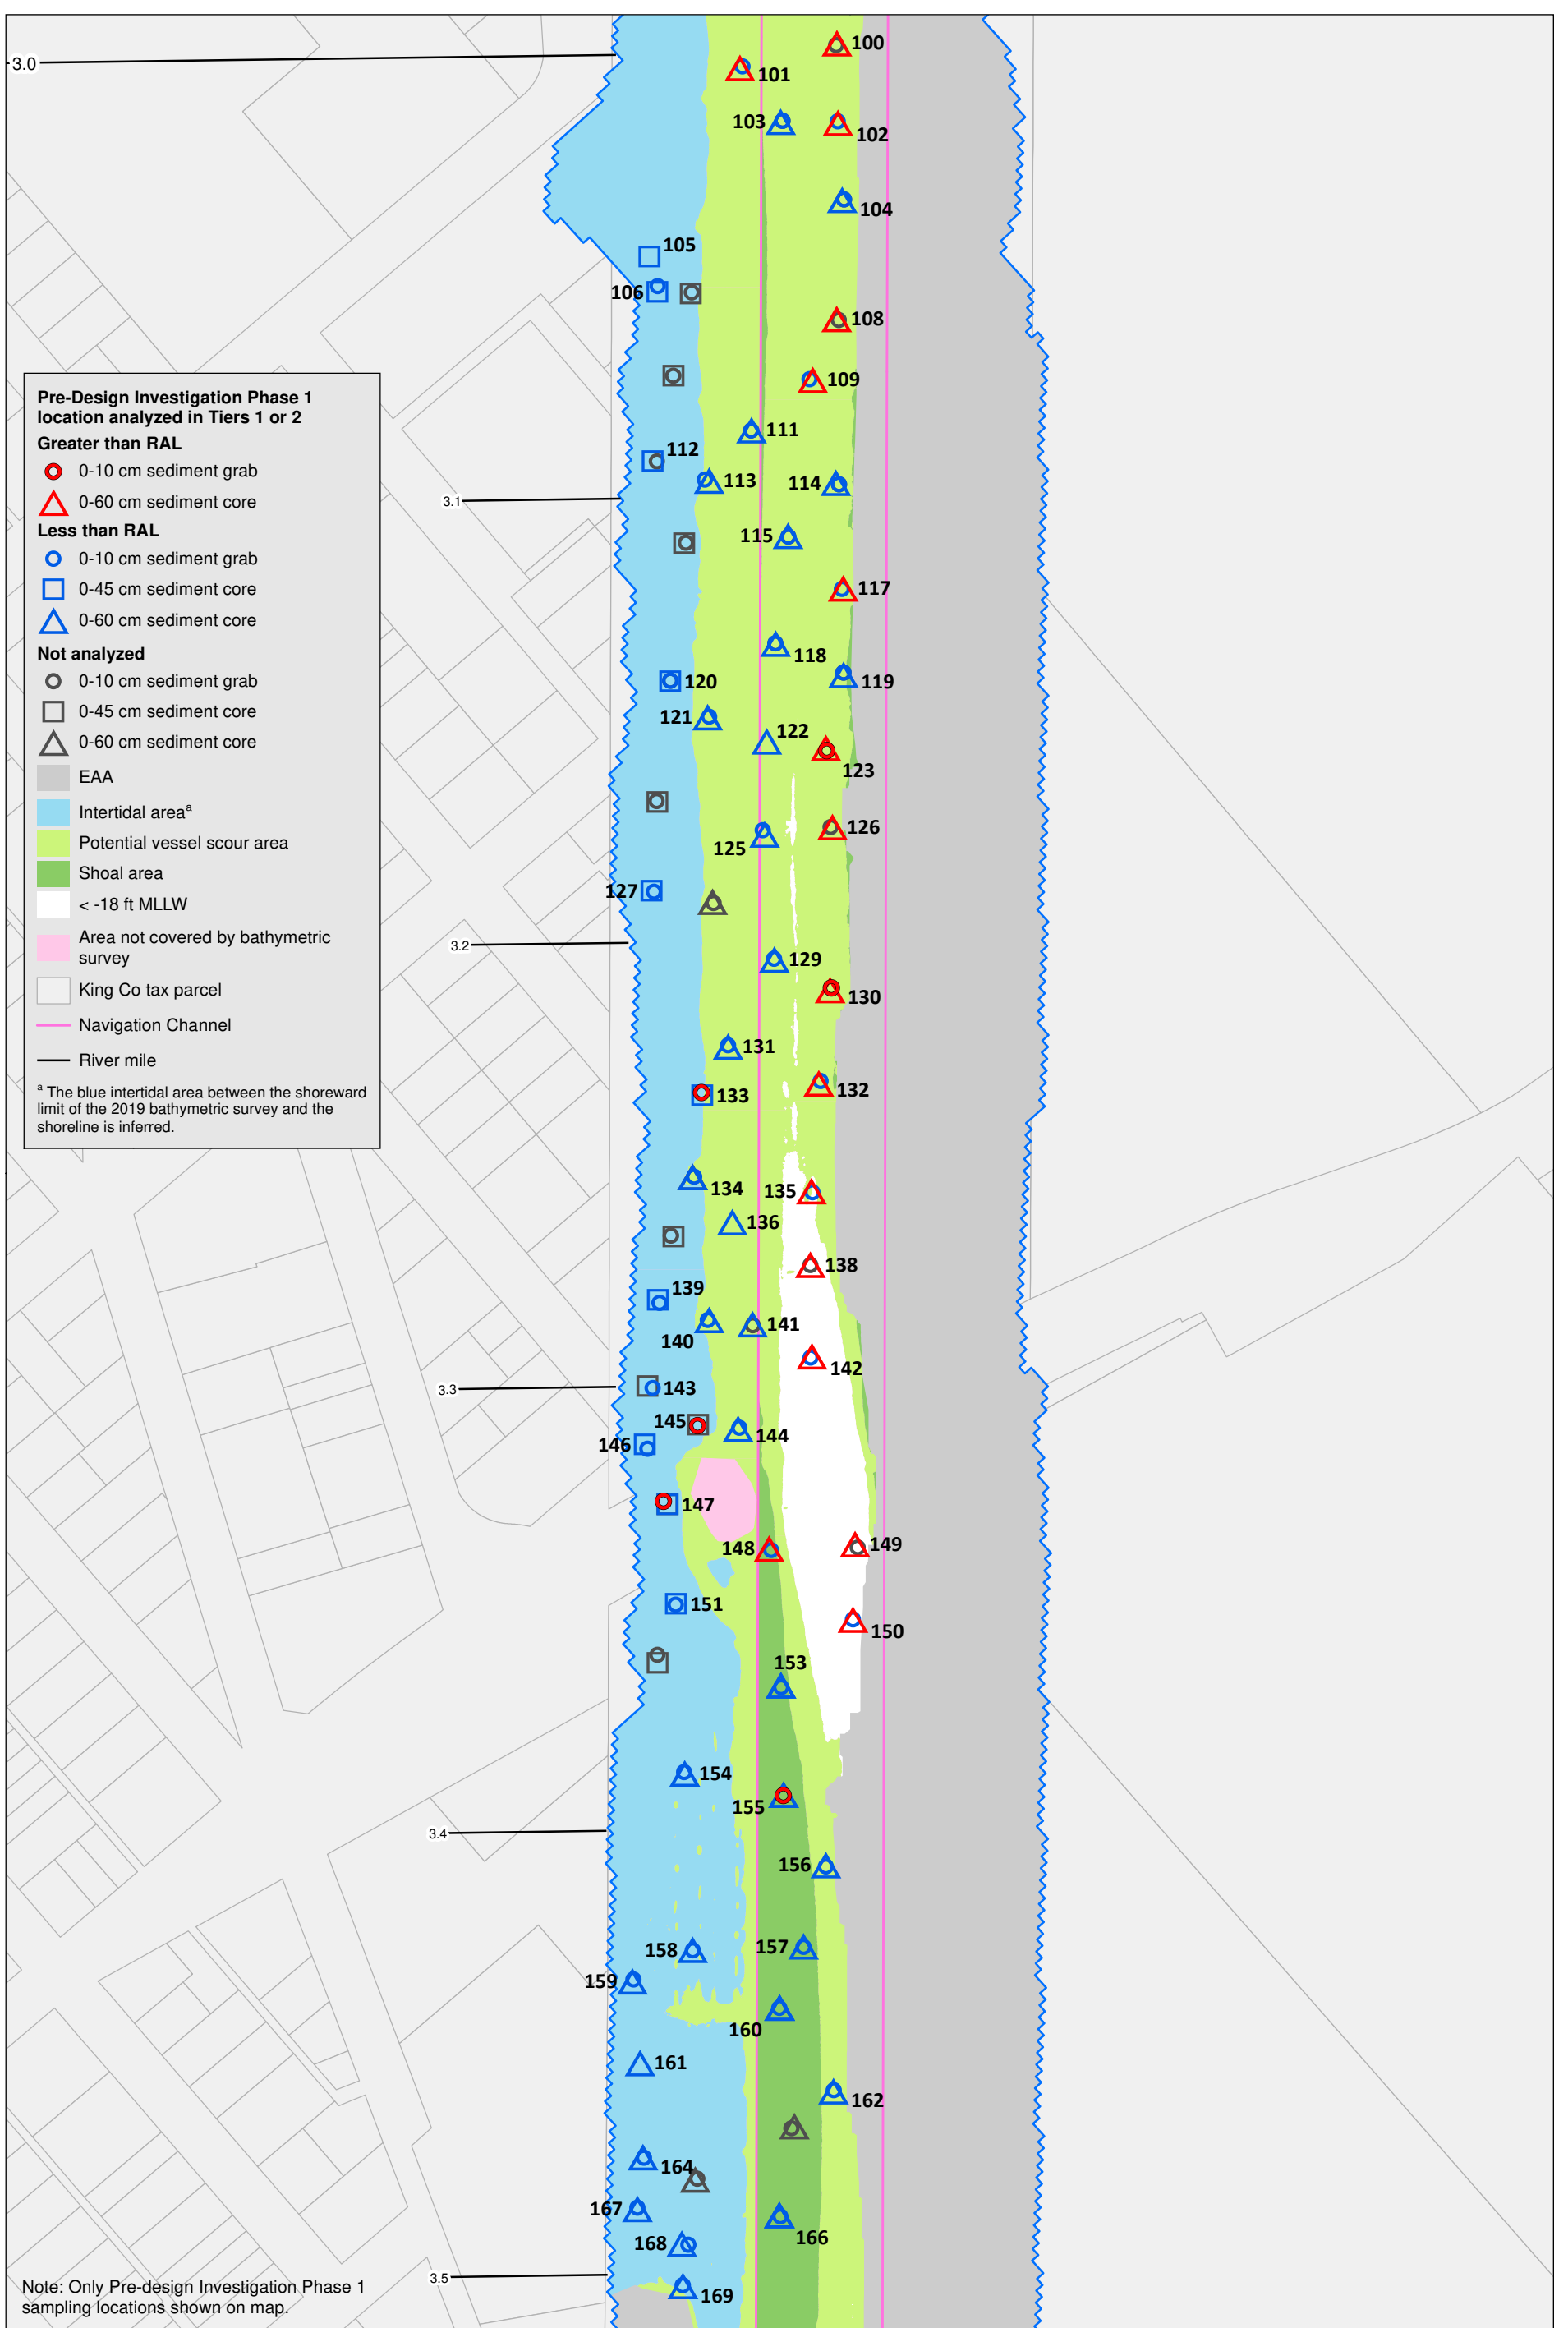 3.0
100
101
103
102
104
105
106
108
109
111
112
113
114
3.1
115
117
118
120
119
121
122
123
126
125
127
3.2
129
130
131
133
132
134
135
136
138
139
140
141
142
3.3
143
145
146
144
147
148
149
151
150
153
154
155
3.4
156
158
157
159
160
161
162
164
167
166
168
3.5
169
Pre-Design Investigation Phase 1
location analyzed in Tiers 1 or 2
Greater than RAL
0-10 cm sediment grab
0-60 cm sediment core
Less than RAL
0-10 cm sediment grab
0-45 cm sediment core
0-60 cm sediment core
Not analyzed
0-10 cm sediment grab
0-45 cm sediment core
0-60 cm sediment core
EAA
Intertidal area^a
Potential vessel scour area
Shoal area
< -18 ft MLLW
Area not covered by bathymetric
survey
King Co tax parcel
Navigation Channel
River mile
^a The blue intertidal area between the shoreward
limit of the 2019 bathymetric survey and the
shoreline is inferred.
Note: Only Pre-design Investigation Phase 1
sampling locations shown on map.